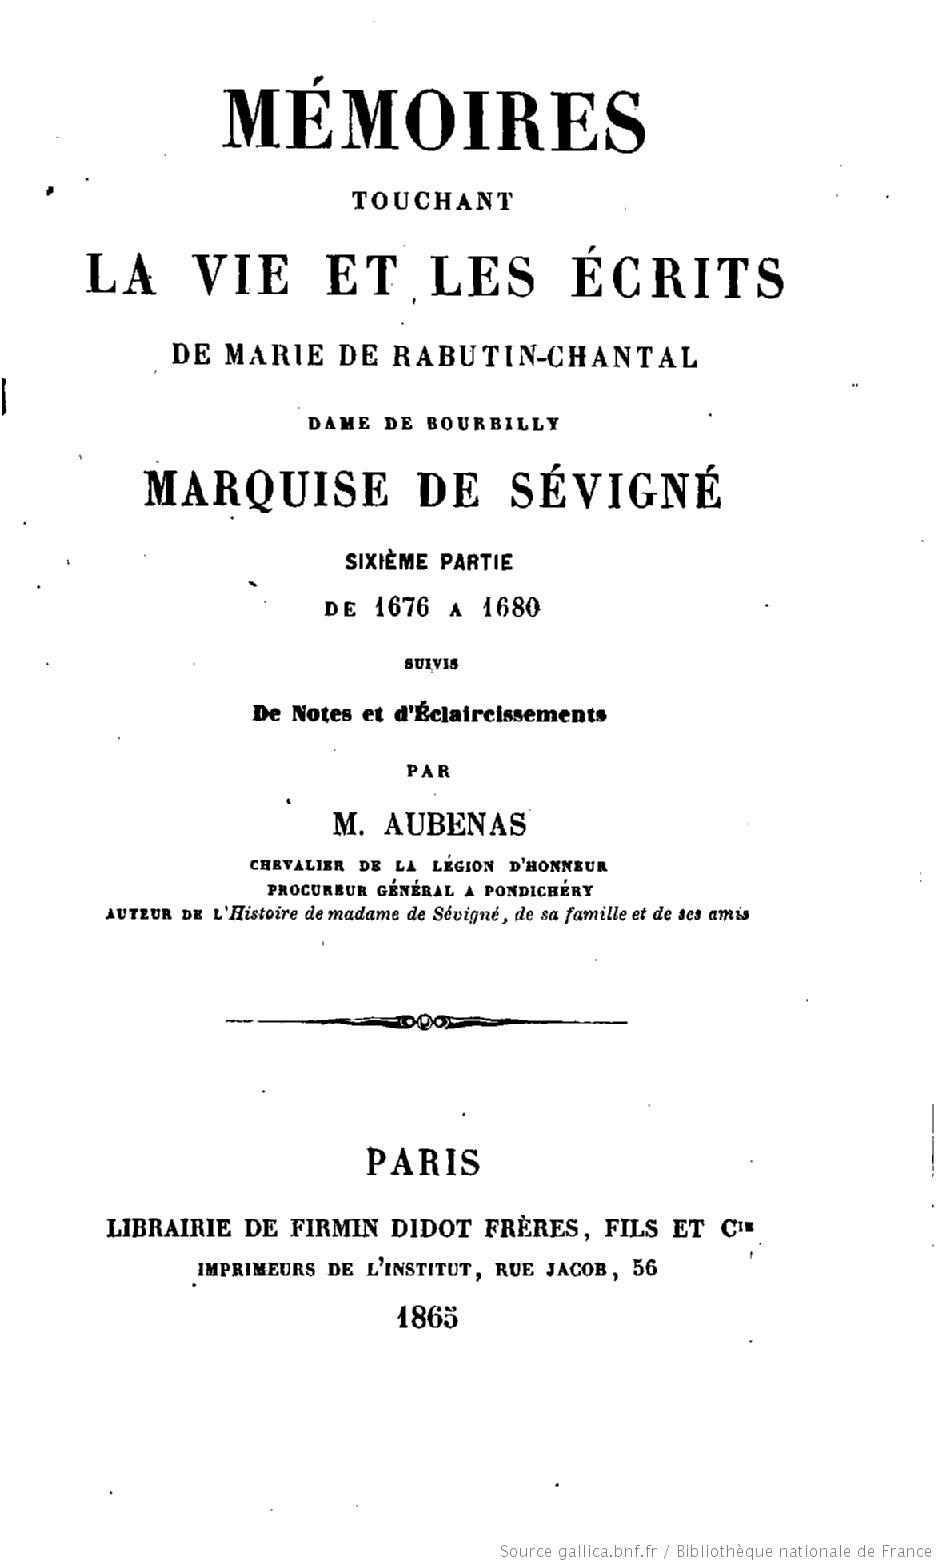 MÉMOIRES
TOUCHANT
LA VIE ET LES ÉCRITS
DE MARIE DE RABUTIN-CHANTAL
DAME DE BOURBILLY
MARQUISE DE SÉVIGNÉ
SIXIÈME PARTIE
DE 1676 A 1680
SUIVIS
De Notes et d'Éclaircissements
PAR
M. AUBENAS
CHEVALIER DE LA LÉGION D'HONNEUR
PROCUREUR GÉNÉRAL A PONDICHÉRY
AUTEUR DE L'Histoire de madame de Sévigné, de sa famille et de ses amis
PARIS
LIBRAIRIE DE FIRMIN DIDOT FRÈRES, FILS ET CIE
IMPRIMEURS DE L'INSTITUT, RUE JACOB, 56
1865
Source gallica.bnf.fr / Bibliothèque nationale de France